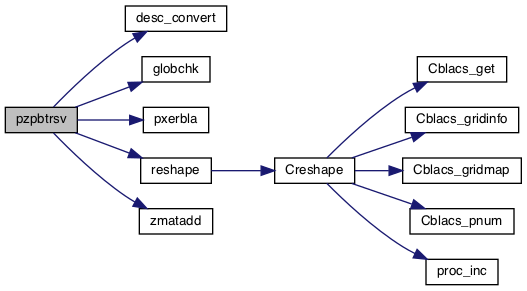 desc_convert
globchk
pzpbtrsv
pxerbla
reshape
zmatadd
Creshape
Cblacs_get
Cblacs_gridinfo
Cblacs_gridmap
Cblacs_pnum
proc_inc